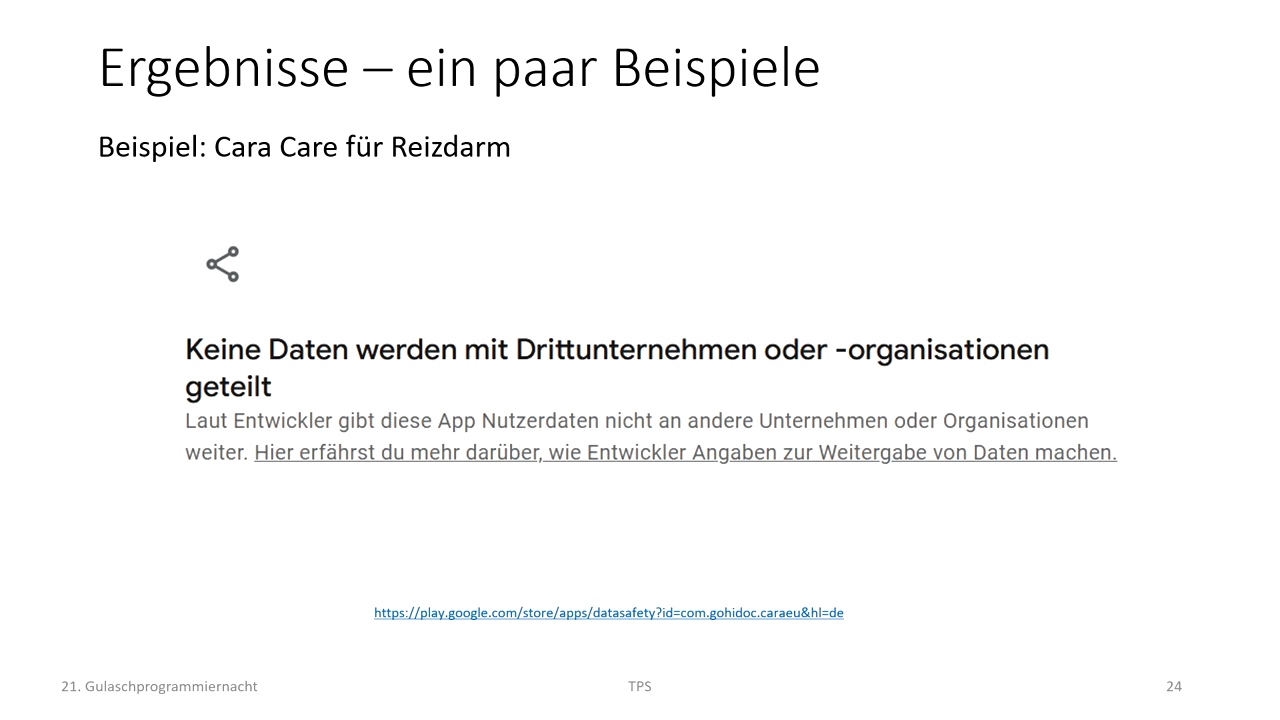 Ergebnisse – ein paar Beispiele
Beispiel: Cara Care für Reizdarm
Keine Daten werden mit Drittunternehmen oder -organisationen
geteilt
Laut Entwickler gibt diese App Nutzerdaten nicht an andere Unternehmen oder Organisationen
weiter. Hier erfährst du mehr darüber, wie Entwickler Angaben zur Weitergabe von Daten machen.
https://play.google.com/store/apps/datasafety?id=com.gohidoc.caraeu&hl=de
21. Gulaschprogrammiernacht
TPS
24